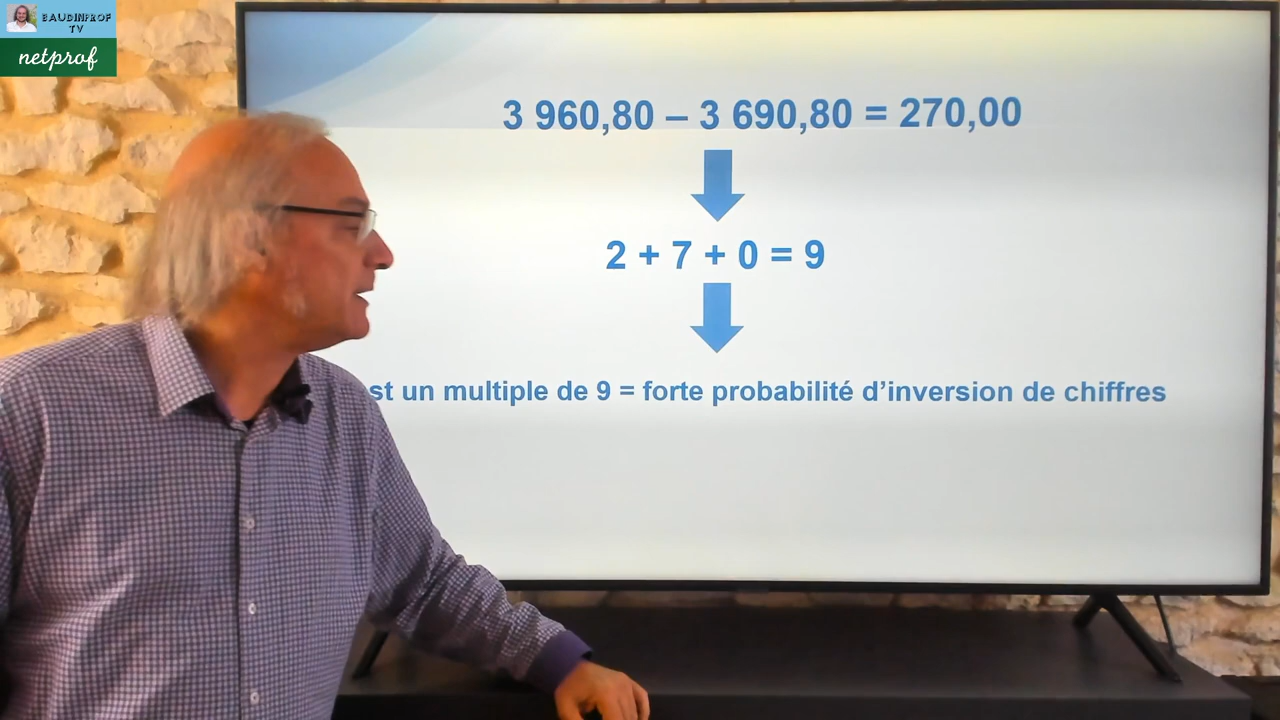 BAUDINPROF
TV
netprof
3 960,80 – 3 690,80 = 270,00
2 + 7 + 0 = 9
un multiple de 9 = forte probabilité d’inversion de chiffres